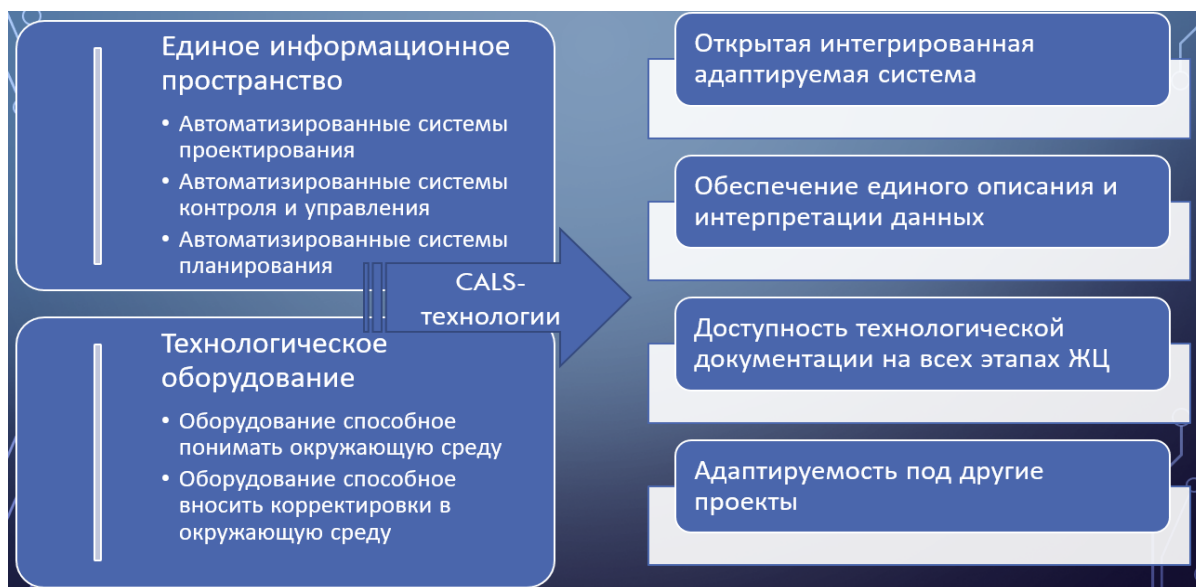 Единое информационное
пространство
• Автоматизированные системы
проектирования
• Автоматизированные системы
контроля и управления
• Автоматизированные системы
планирования
Технологическое
оборудование
• Оборудование способное
понимать окружающую среду
• Оборудование способное
вносить корректировки в
окружающую среду
CALS-
технологии
Открытая интегрированная
адаптируемая система
Обеспечение единого описания и
интерпретации данных
Доступность технологической
документации на всех этапах ЖЦ
Адаптируемость под другие
проекты